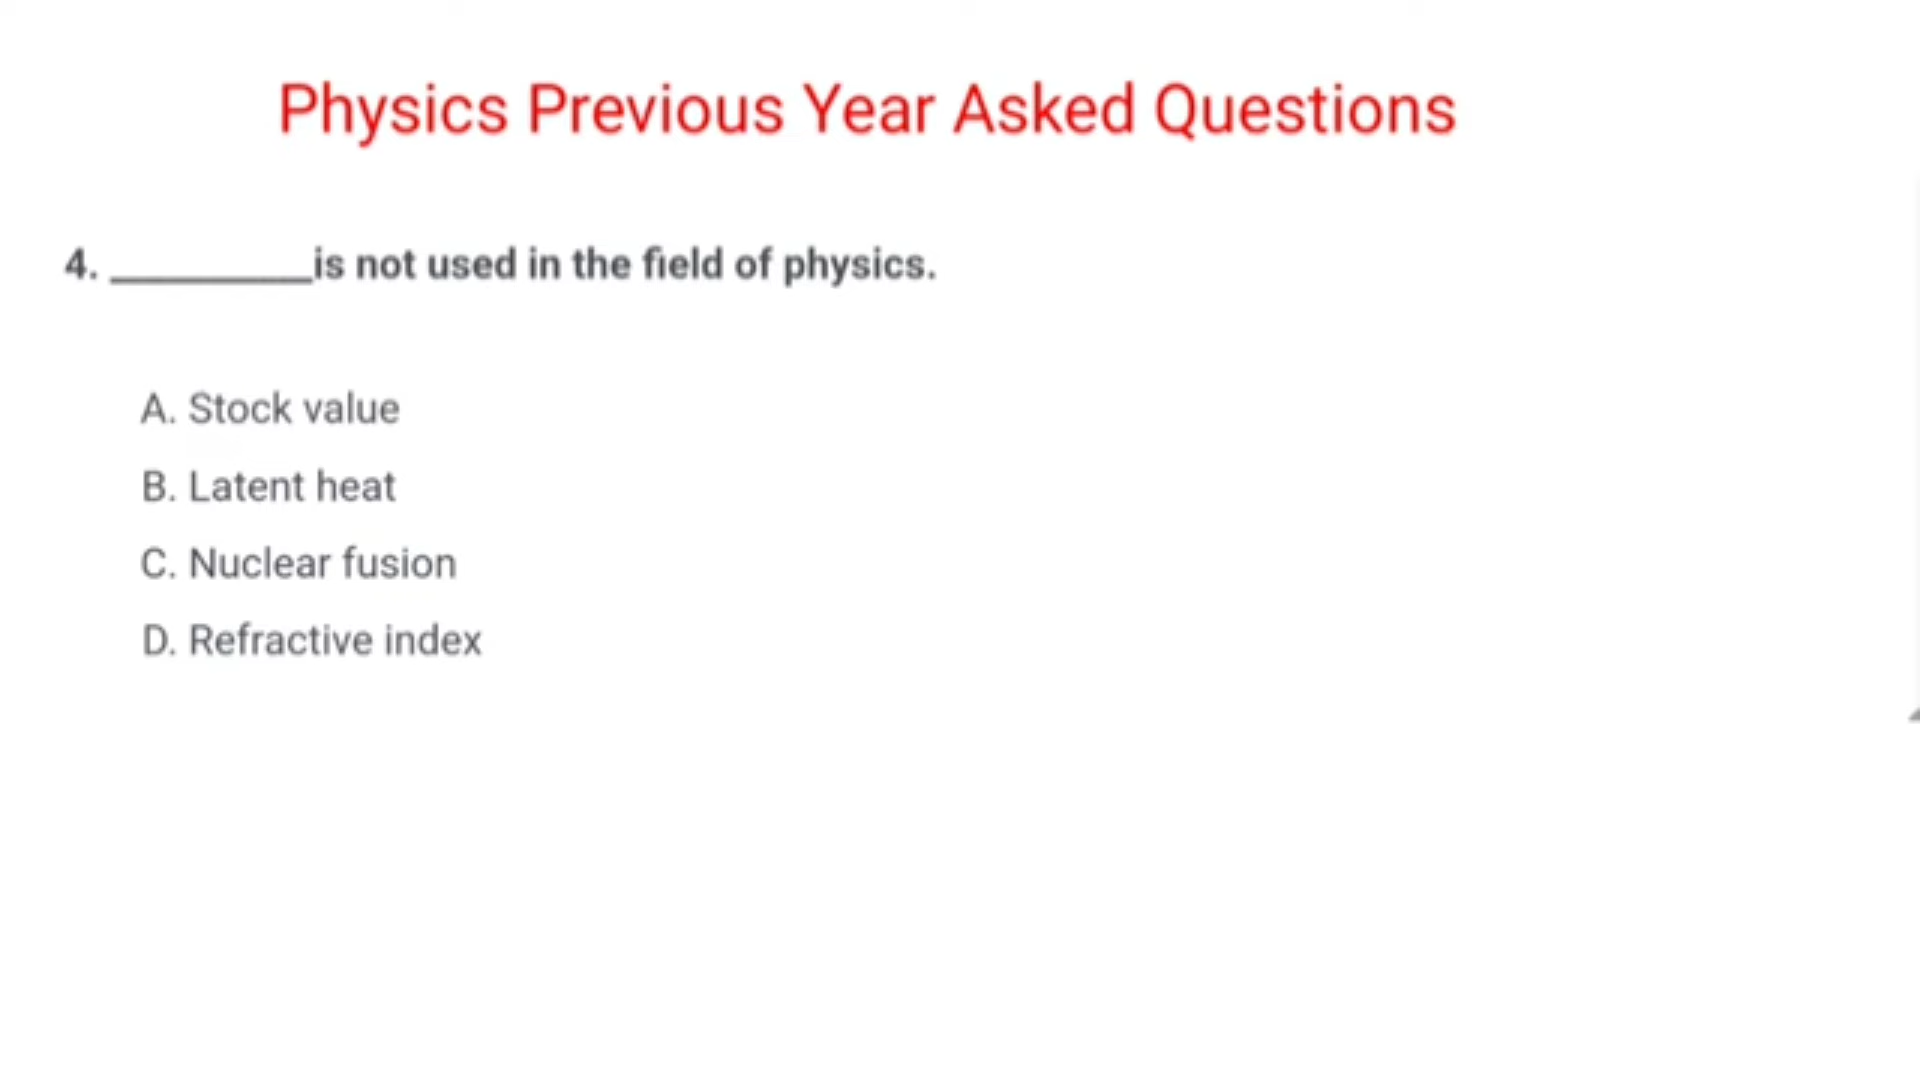 Physics Previous Year Asked Questions
4. __________is not used in the field of physics.
A. Stock value
B. Latent heat
C. Nuclear fusion
D. Refractive index